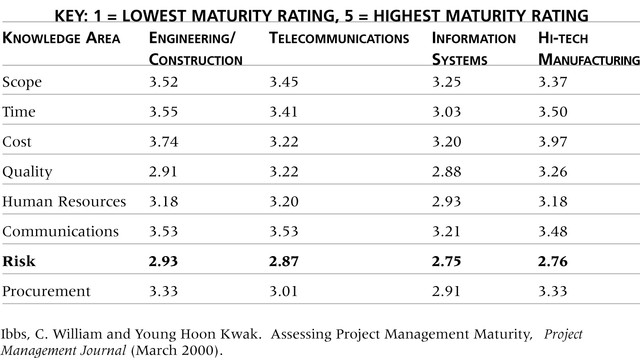 KEY: 1 = LOWEST MATURITY RATING, 5 = HIGHEST MATURITY RATING
KNOWLEDGE AREA ENGINEERING/ CONSTRUCTION TELECOMMUNICATIONS INFORMATION SYSTEMS HI-TECH MANUFACTURING
Scope 3.52 3.45 3.25 3.37
Time 3.55 3.41 3.03 3.50
Cost 3.74 3.22 3.20 3.97
Quality 2.91 3.22 2.88 3.26
Human Resources 3.18 3.20 2.93 3.18
Communications 3.53 3.53 3.21 3.48
Risk 2.93 2.87 2.75 2.76
Procurement 3.33 3.01 2.91 3.33
Ibbs, C. William and Young Hoon Kwak. Assessing Project Management Maturity, Project
Management Journal (March 2000).